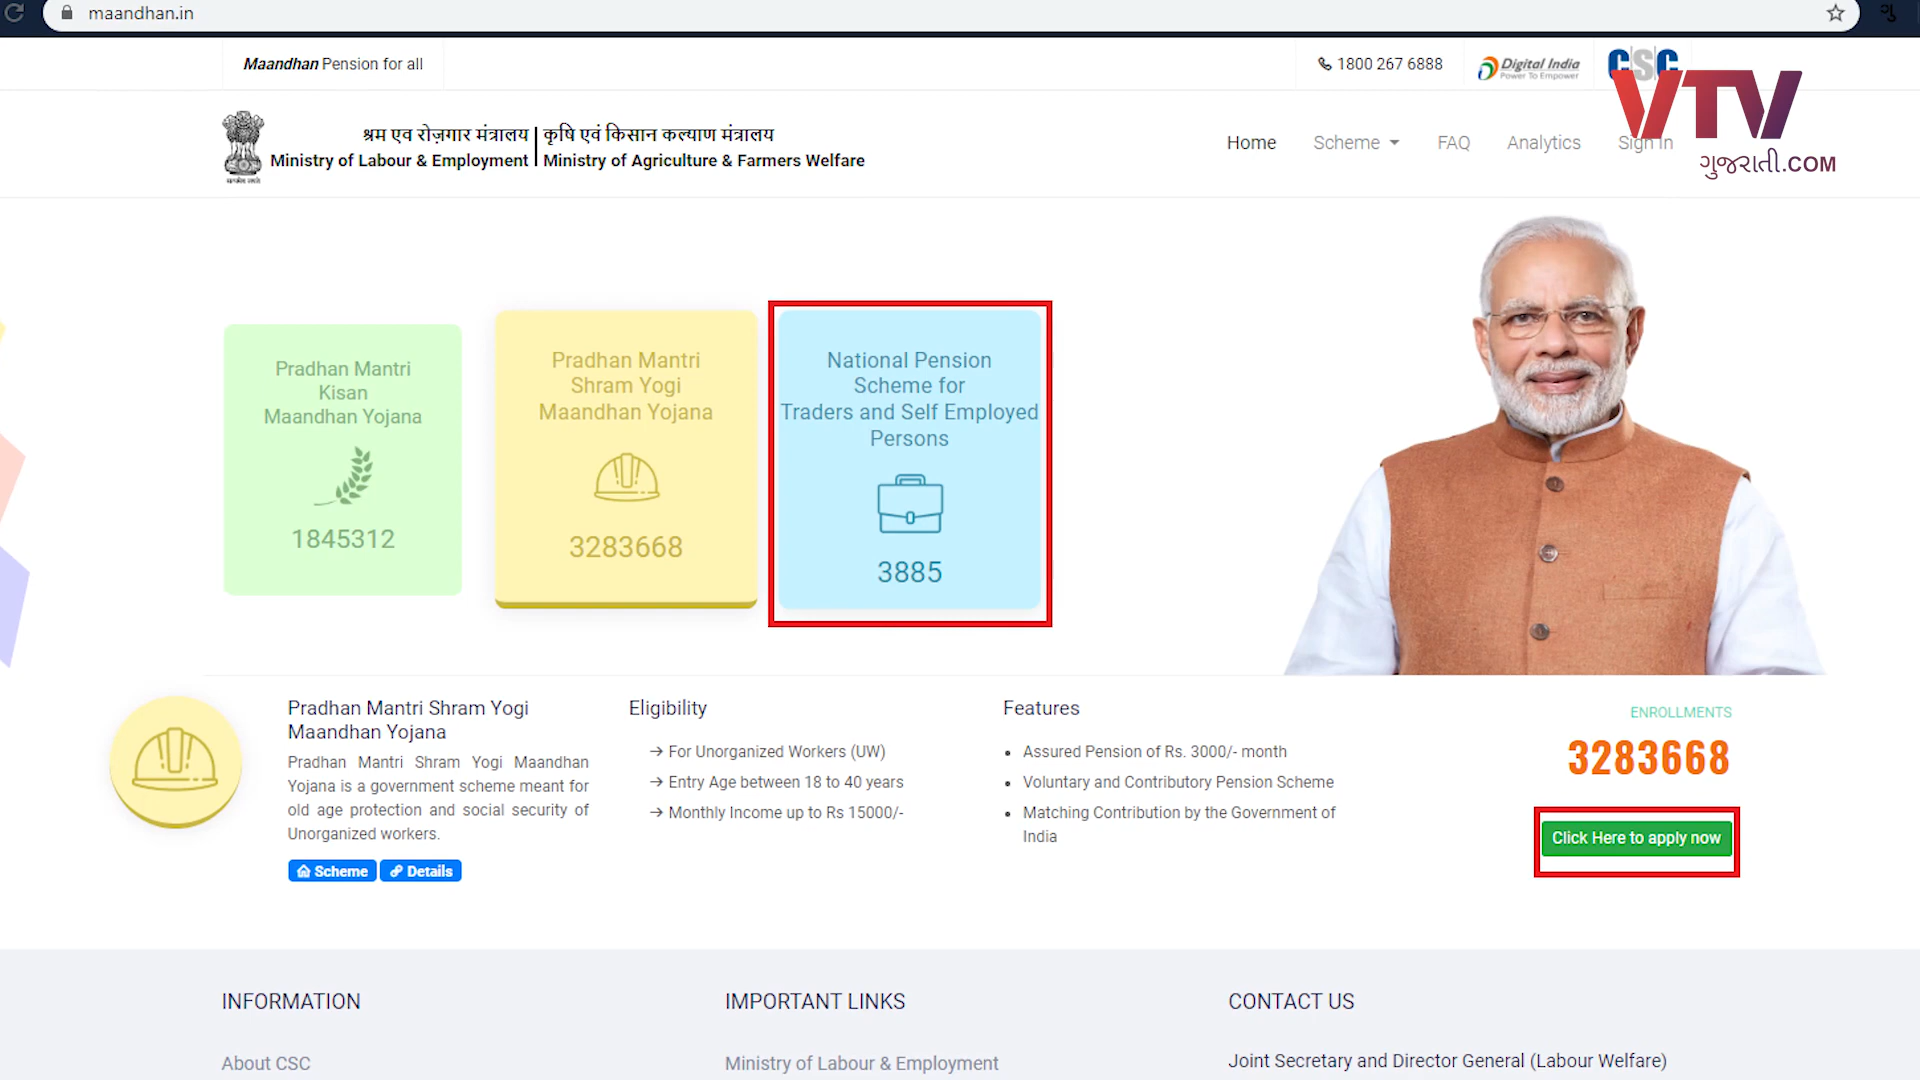 maandhan.in
ગુ
Maandhan Pension for all
1800 267 6888
Digital India
Power To Empower
CSC
VTV
ગુજરાતી.COM
श्रम एव रोज़गार मंत्रालय
Ministry of Labour & Employment
कृषि एवं किसान कल्याण मंत्रालय
Ministry of Agriculture & Farmers Welfare
Home
Scheme
FAQ
Analytics
Sign In
Pradhan Mantri
Kisan
Maandhan Yojana
1845312
Pradhan Mantri
Shram Yogi
Maandhan Yojana
3283668
National Pension
Scheme for
Traders and Self Employed
Persons
3885
Pradhan Mantri Shram Yogi
Maandhan Yojana
Pradhan Mantri Shram Yogi Maandhan
Yojana is a government scheme meant for
old age protection and social security of
Unorganized workers.
Scheme
Details
Eligibility
→ For Unorganized Workers (UW)
→ Entry Age between 18 to 40 years
→ Monthly Income up to Rs 15000/-
Features
• Assured Pension of Rs. 3000/- month
• Voluntary and Contributory Pension Scheme
• Matching Contribution by the Government of
India
ENROLLMENTS
3283668
Click Here to apply now
INFORMATION
About CSC
IMPORTANT LINKS
Ministry of Labour & Employment
CONTACT US
Joint Secretary and Director General (Labour Welfare)